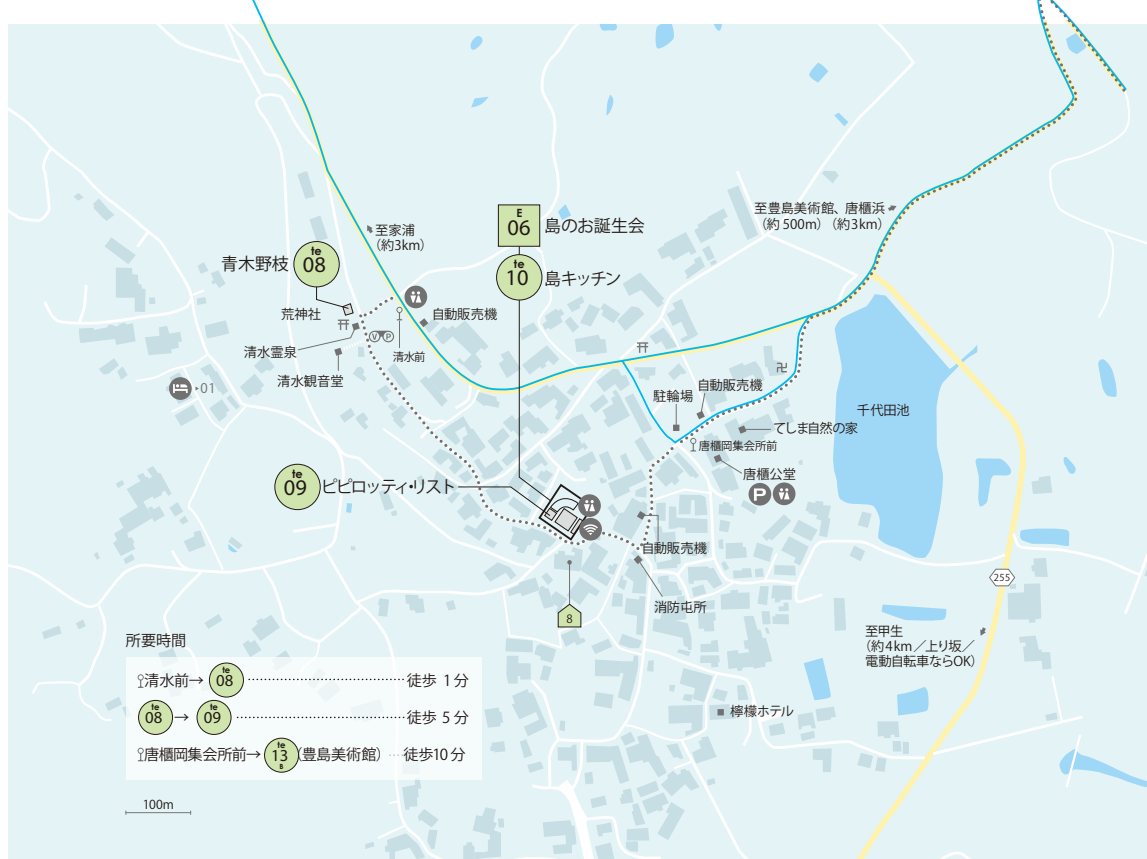 至豊島美術館、唐櫃浜
(約500m) (約3km)
至家浦
(約3km)
E
06
島のお誕生会
te
10
島キッチン
青木野枝
te
08
荒神社
清水霊泉
清水観音堂
V P
清水前
自動販売機
▸01
駐輪場
自動販売機
てしま自然の家
千代田池
唐櫃岡集会所前
唐櫃公堂
P
te
09
ピピロッティ・リスト
自動販売機
消防屯所
8
255
至甲生
(約4km/上り坂/
電動自転車ならOK)
檸檬ホテル
所要時間
清水前→ te 08 徒歩 1分
te 08 → te 09 徒歩 5分
唐櫃岡集会所前→ te 13 B (豊島美術館) 徒歩10分
100m